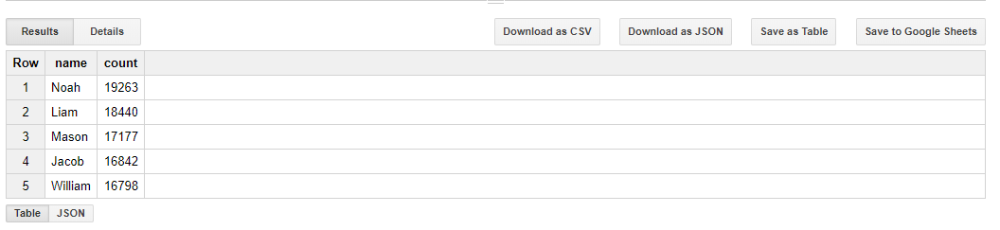 Results Details Download as CSV Download as JSON Save as Table Save to Google Sheets
Row name count
1 Noah 19263
2 Liam 18440
3 Mason 17177
4 Jacob 16842
5 William 16798
Table JSON